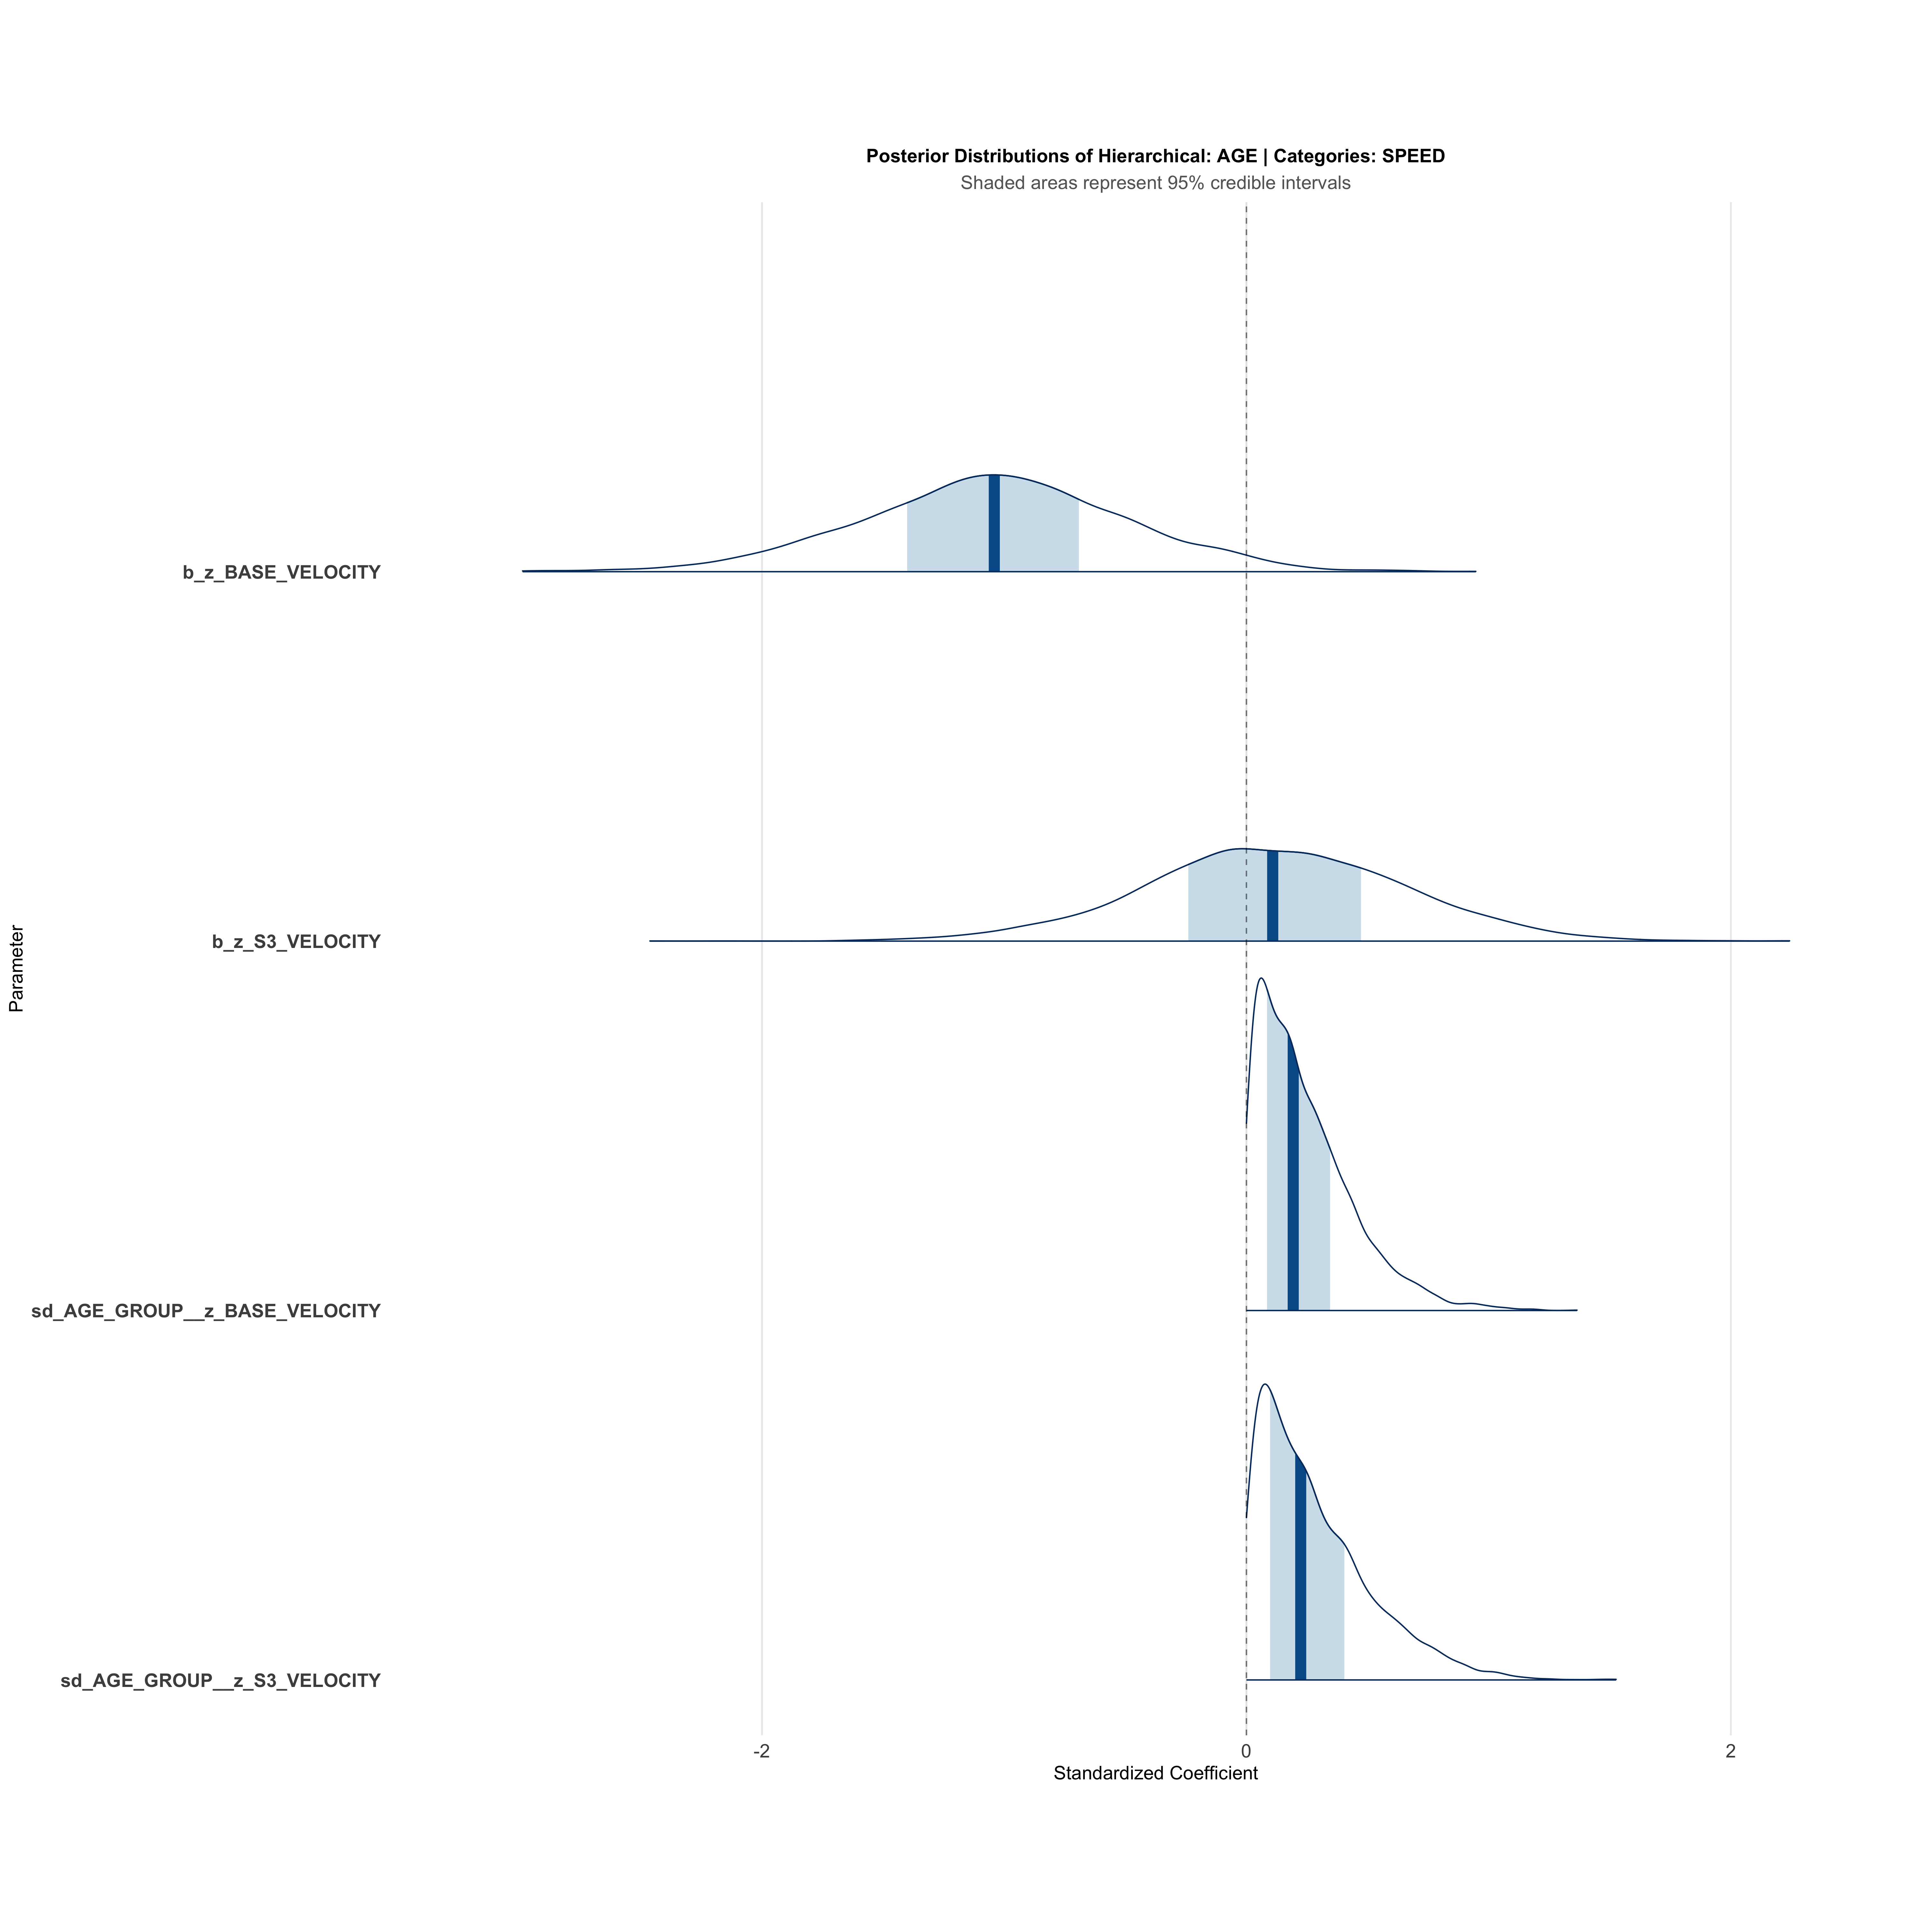 Posterior Distributions of Hierarchical: AGE | Categories: SPEED
Shaded areas represent 95% credible intervals
b_z_BASE_VELOCITY
b_z_S3_VELOCITY
Parameter
sd_AGE_GROUP__z_BASE_VELOCITY
sd_AGE_GROUP__z_S3_VELOCITY
-2 0 2
Standardized Coefficient